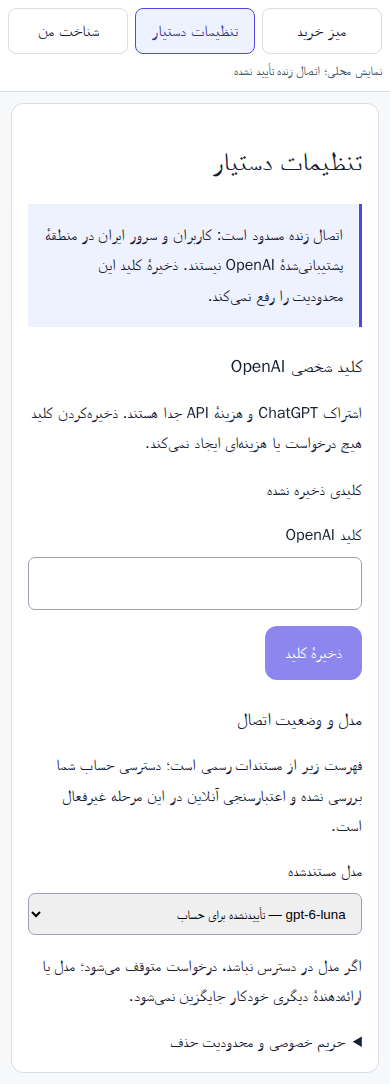 میز خرید
تنظیمات دستیار
شناخت من
نمایش محلی؛ اتصال زنده تأیید نشده
تنظیمات دستیار
اتصال زنده مسدود است: کاربران و سرور ایران در منطقهٔ
پشتیبانی‌شدهٔ OpenAI نیستند. ذخیرهٔ کلید این
محدودیت را رفع نمی‌کند.
کلید شخصی OpenAI
اشتراک ChatGPT و هزینهٔ API جدا هستند. ذخیره‌کردن کلید
هیچ درخواست یا هزینه‌ای ایجاد نمی‌کند.
کلیدی ذخیره نشده
کلید OpenAI
ذخیرهٔ کلید
مدل و وضعیت اتصال
فهرست زیر از مستندات رسمی است؛ دسترسی حساب شما
بررسی نشده و اعتبارسنجی آنلاین در این مرحله غیرفعال
است.
مدل مستندشده
gpt-6-luna — تأییدنشده برای حساب
اگر مدل در دسترس نباشد، درخواست متوقف می‌شود؛ مدل یا
ارائه‌دهندهٔ دیگری خودکار جایگزین نمی‌شود.
حریم خصوصی و محدودیت حذف